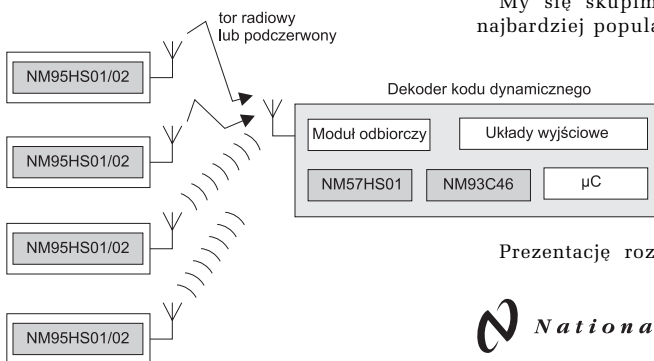 My się skupim
najbardziej popula
tor radiowy
lub podczerwony
NM95HS01/02
Dekoder kodu dynamicznego
Moduł odbiorczy
Układy wyjściowe
NM95HS01/02
NM57HS01
NM93C46
µC
NM95HS01/02
Prezentację roz
Nationa
NM95HS01/02